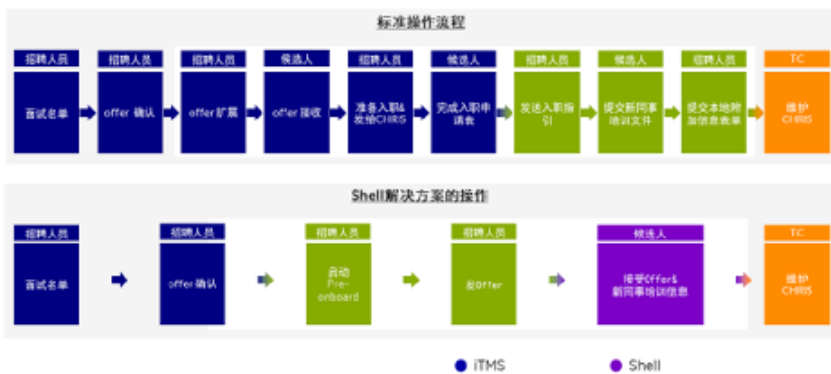 标准操作流程
招聘人员 招聘人员 招聘人员 候选人 招聘人员 候选人 招聘人员 候选人 招聘人员 TC
面试名单 offer 确认 offer扩展 offer 接收 准备入职& 完成入职申 发送入职指 提交新同事 提交本地附 维护
发给CHRIS 请表 引 培训文件 加信息表单 CHRIS
Shell解决方案的操作
招聘人员 招聘人员 招聘人员 招聘人员 候选人 TC
面试名单 offer 确认 启动 发Offer 接受Offer& 维护
Pre- 新同事培训信息 CHRIS
onboard
iTMS Shell